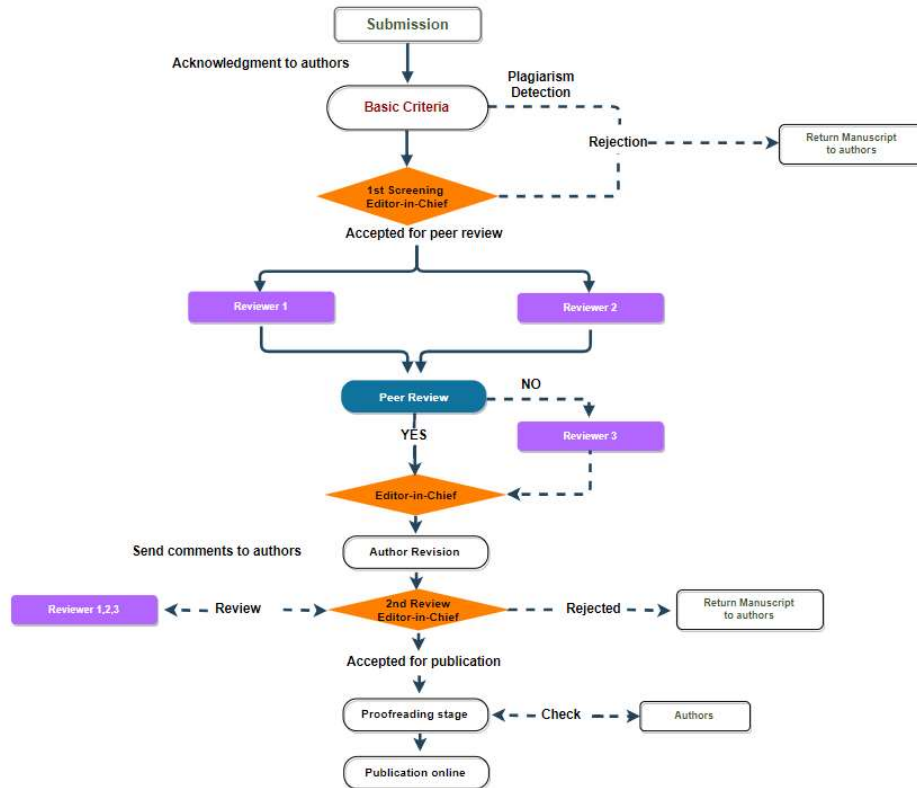 Submission
Acknowledgment to authors
Plagiarism
Detection
Basic Criteria
Rejection
Return Manuscript
to authors
1st Screening
Editor-in-Chief
Accepted for peer review
Reviewer 1
Reviewer 2
Peer Review
NO
YES
Reviewer 3
Editor-in-Chief
Send comments to authors
Author Revision
Reviewer 1,2,3
Review
2nd Review
Editor-in-Chief
Rejected
Return Manuscript
to authors
Accepted for publication
Proofreading stage
Check
Authors
Publication online